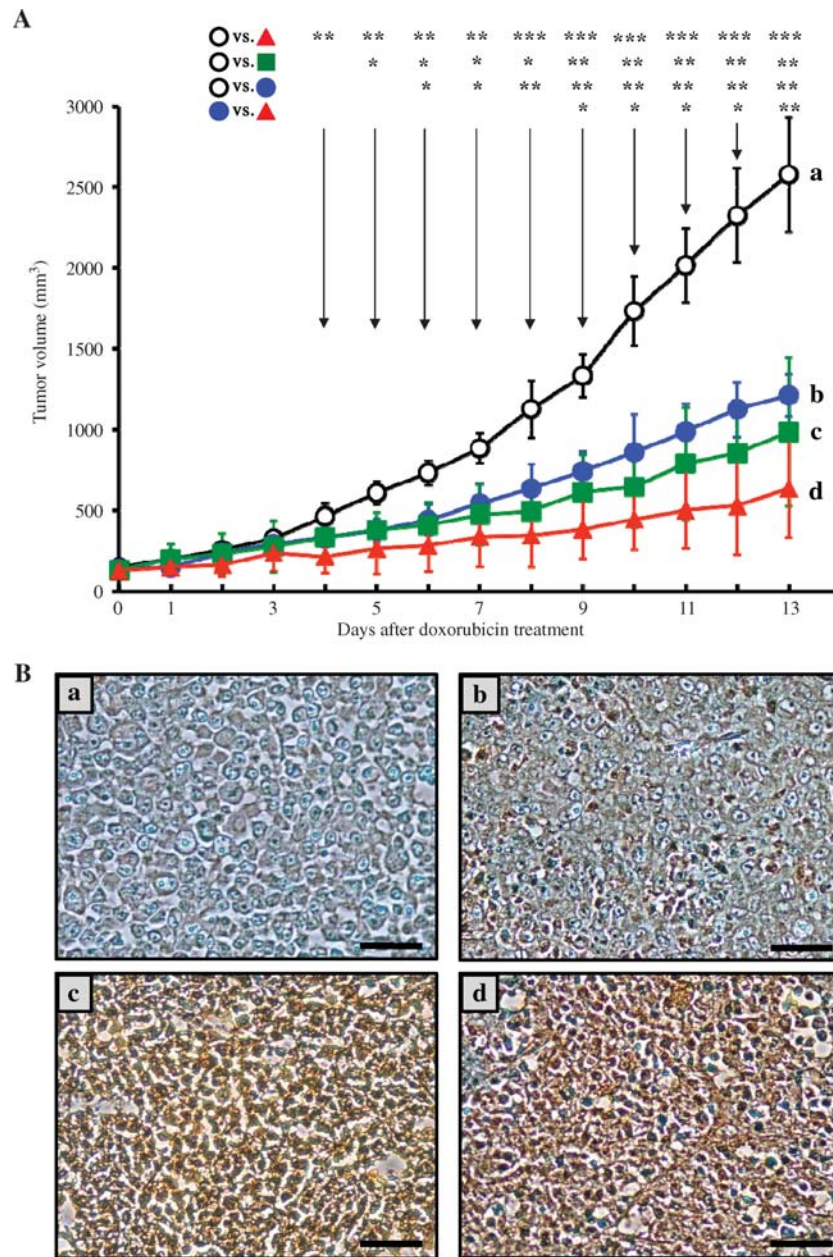 A
vs. ** ** ** ** *** *** *** *** *** ***
vs. * * * * ** ** ** ** **
vs. * * ** ** ** ** ** **
vs. * * * * **
3000
2500
2000
1500
1000
500
0
Tumor volume (mm³)
a
b
c
d
0 1 3 5 7 9 11 13
Days after doxorubicin treatment
B
a
b
c
d